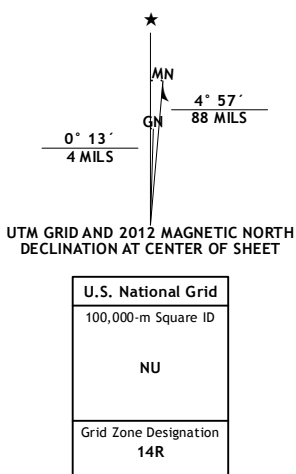 ★
MN
4° 57´
88 MILS
GN
0° 13´
4 MILS
UTM GRID AND 2012 MAGNETIC NORTH
DECLINATION AT CENTER OF SHEET
U.S. National Grid
100,000-m Square ID
NU
Grid Zone Designation
14R